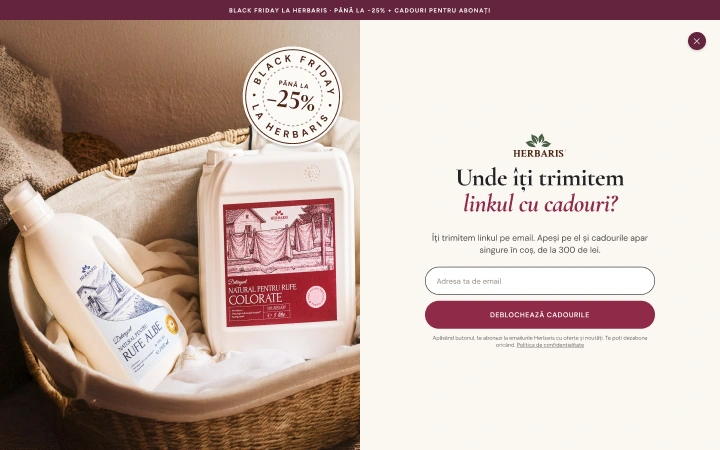 BLACK FRIDAY LA HERBARIS · PÂNĂ LA −25% + CADOURI PENTRU ABONAȚI
BLACK FRIDAY
PÂNĂ LA
−25%
LA HERBARIS
HERBARIS
Detergent
NATURAL PENTRU RUFE
COLORATE
HERBARIS
Detergent
NATURAL PENTRU
RUFE ALBE
HERBARIS
Unde îți trimitem
linkul cu cadouri?
Îți trimitem linkul pe email. Apeși pe el și cadourile apar
singure în coș, de la 300 de lei.
Adresa ta de email
DEBLOCHEAZĂ CADOURILE
Apăsând butonul, te abonezi la emailurile Herbaris cu oferte și noutăți. Te poți dezabona
oricând. Politica de confidențialitate